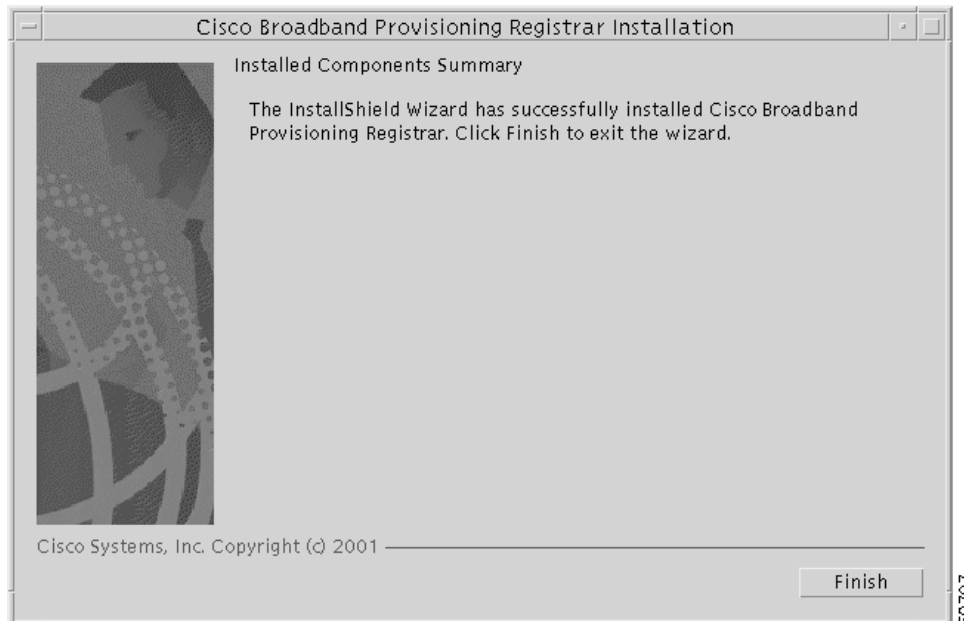 Cisco Broadband Provisioning Registrar Installation
Installed Components Summary
The InstallShield Wizard has successfully installed Cisco Broadband
Provisioning Registrar. Click Finish to exit the wizard.
Cisco Systems, Inc. Copyright (c) 2001
Finish